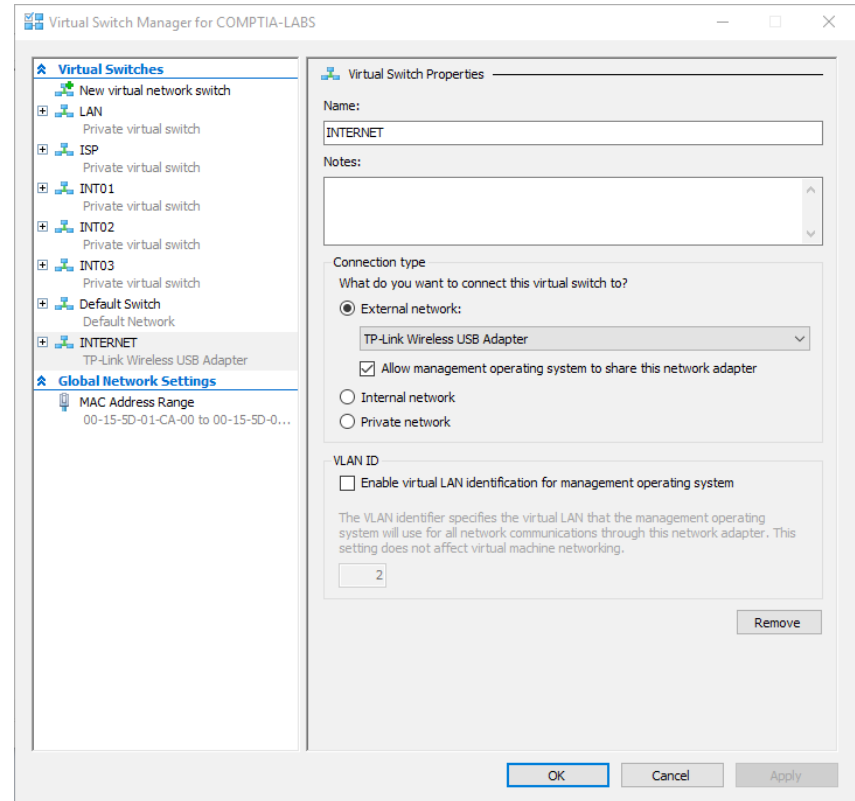 Virtual Switch Manager for COMPTIA-LABS
Virtual Switches
New virtual network switch
LAN
Private virtual switch
ISP
Private virtual switch
INT01
Private virtual switch
INT02
Private virtual switch
INT03
Private virtual switch
Default Switch
Default Network
INTERNET
TP-Link Wireless USB Adapter
Global Network Settings
MAC Address Range
00-15-5D-01-CA-00 to 00-15-5D-0...
Virtual Switch Properties
Name:
INTERNET
Notes:
Connection type
What do you want to connect this virtual switch to?
External network:
TP-Link Wireless USB Adapter
Allow management operating system to share this network adapter
Internal network
Private network
VLAN ID
Enable virtual LAN identification for management operating system
The VLAN identifier specifies the virtual LAN that the management operating
system will use for all network communications through this network adapter. This
setting does not affect virtual machine networking.
2
Remove
OK
Cancel
Apply